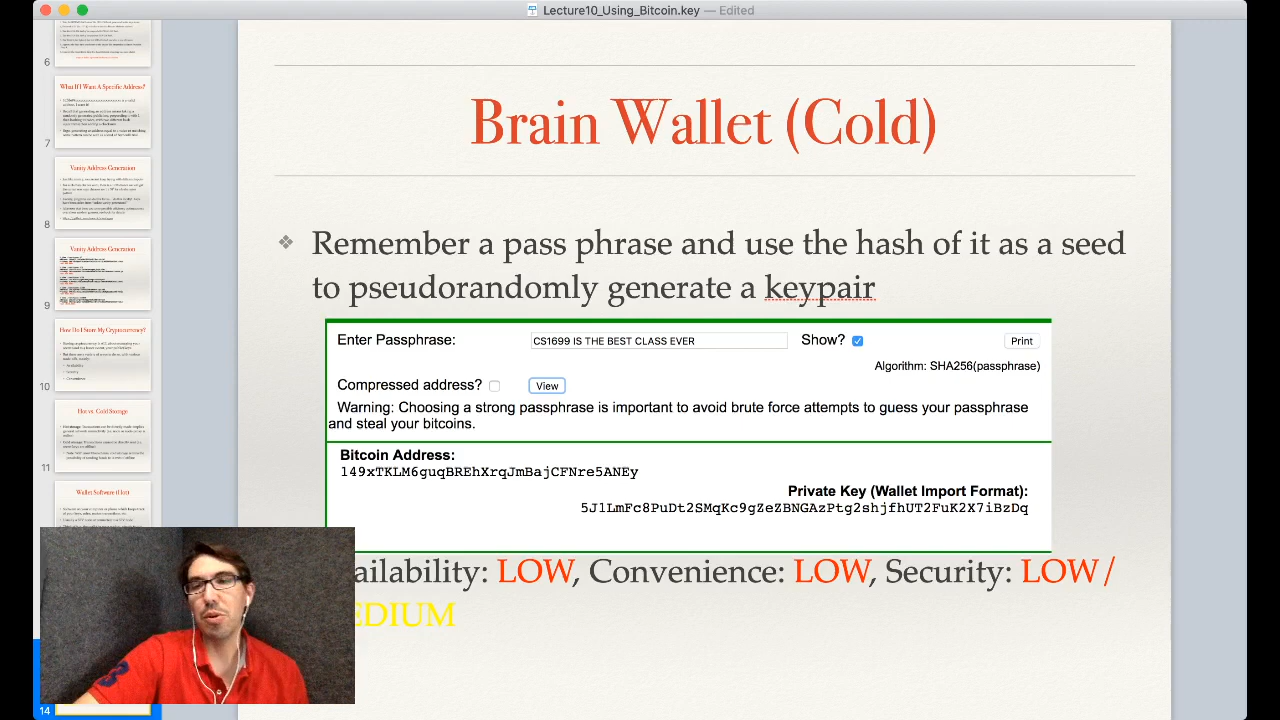 Lecture10_Using_Bitcoin.key — Edited
6
What If I Want A Specific Address?
7
Vanity Address Generation
8
Vanity Address Generation
9
How Do I Store My Cryptocurrency?
10
Hot vs. Cold Storage
11
Wallet Software (Hot)
14
Brain Wallet (Cold)
❖ Remember a pass phrase and use the hash of it as a seed
to pseudorandomly generate a keypair
Enter Passphrase: CS1699 IS THE BEST CLASS EVER Show? Print
Algorithm: SHA256(passphrase)
Compressed address? View
Warning: Choosing a strong passphrase is important to avoid brute force attempts to guess your passphrase
and steal your bitcoins.
Bitcoin Address:
149xTKLM6guqBREhXrqJmBajCFNre5ANEy
Private Key (Wallet Import Format):
5J1LmFc8PuDt2SMqKc9gZeZBNGAzPtg2shjfhUT2FuK2X7iBzDq
ailability: LOW, Convenience: LOW, Security: LOW/
EDIUM